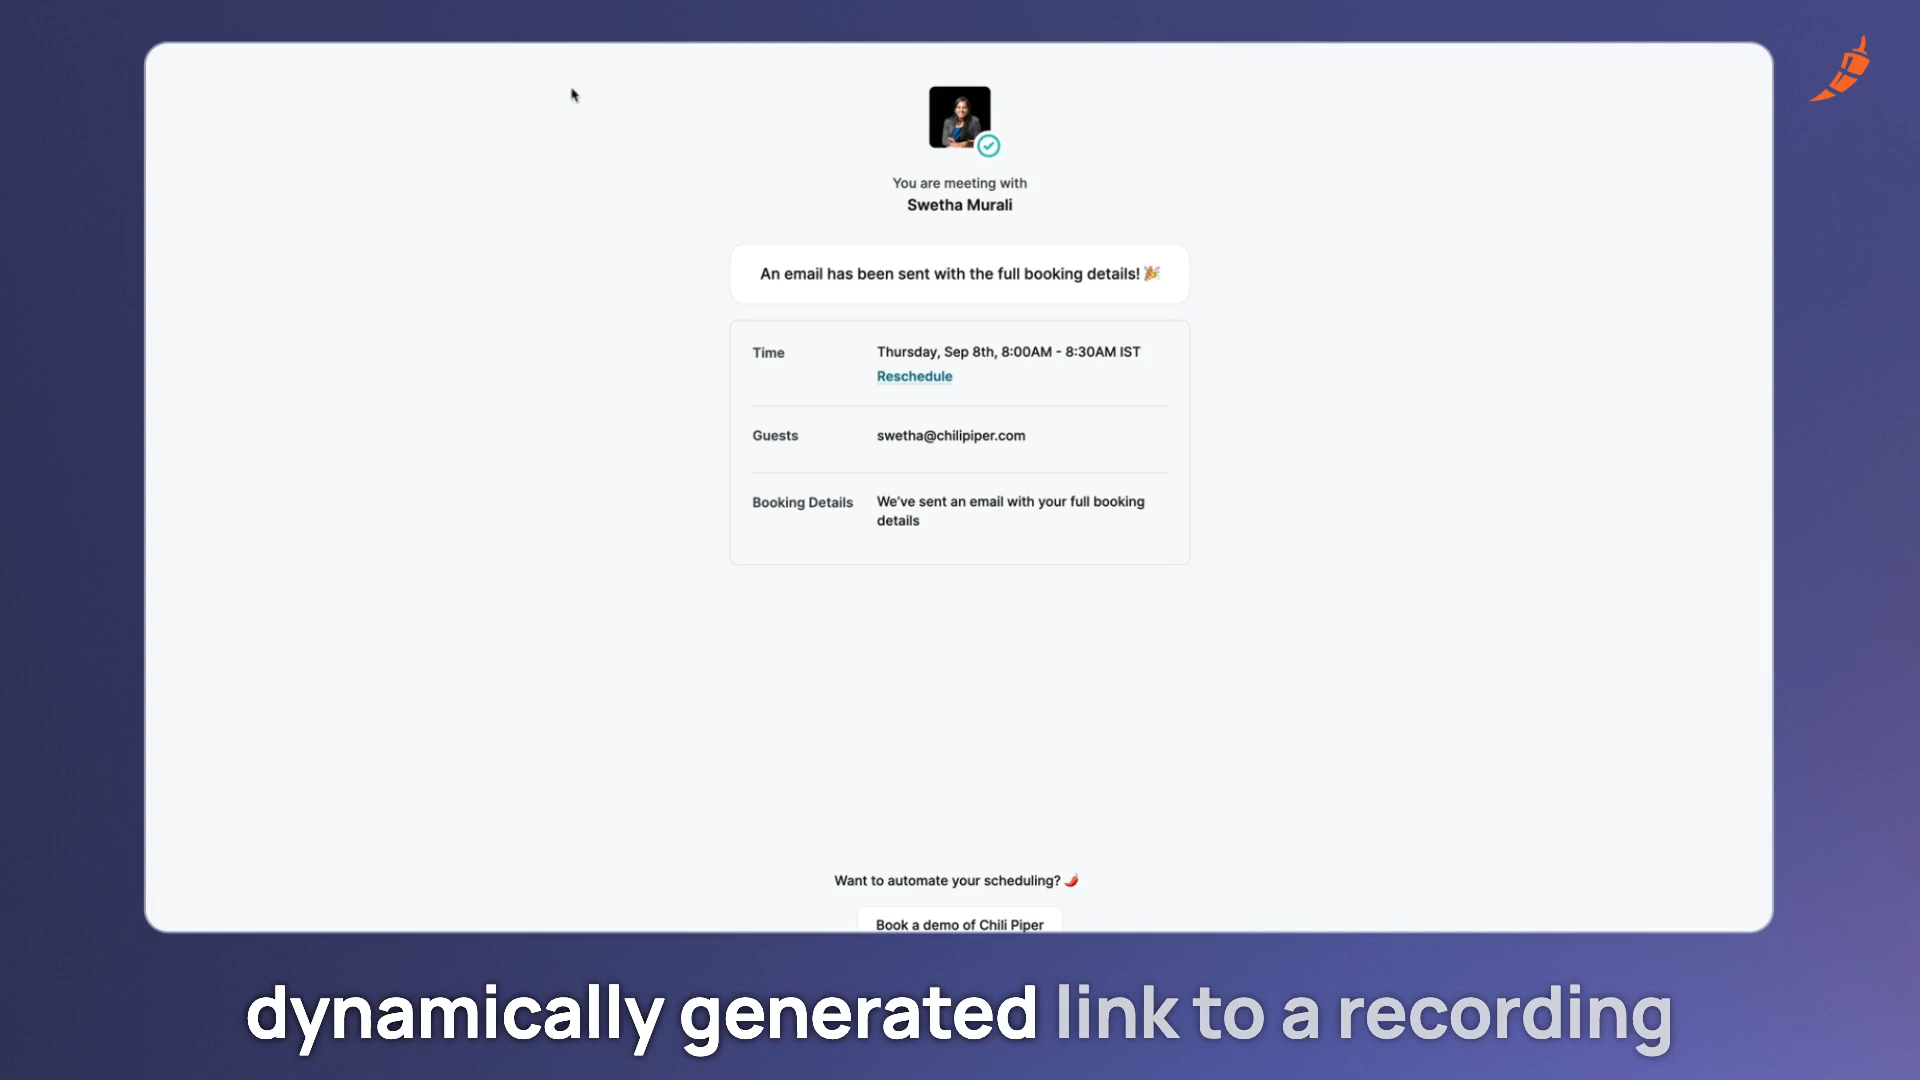 You are meeting with
Swetha Murali
An email has been sent with the full booking details! 🎉
Time
Thursday, Sep 8th, 8:00AM - 8:30AM IST
Reschedule
Guests
swetha@chilipiper.com
Booking Details
We've sent an email with your full booking
details
Want to automate your scheduling? 🌶️
Book a demo of Chili Piper
dynamically generated link to a recording